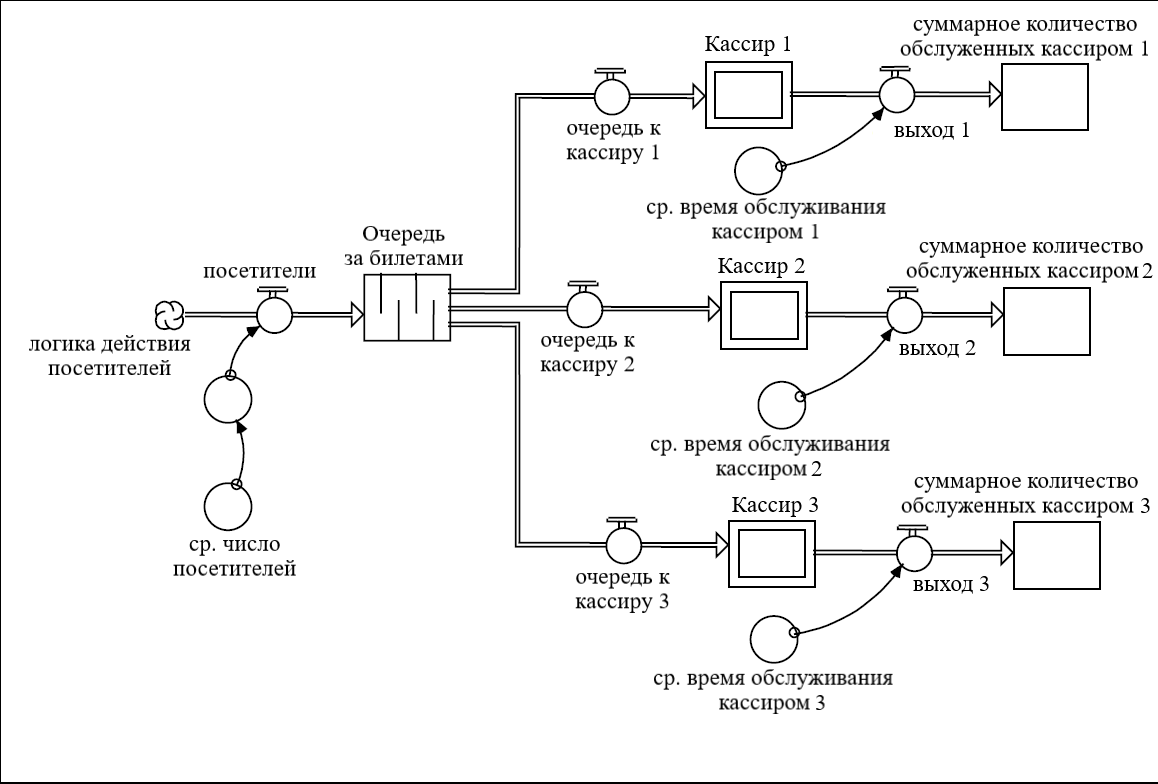 суммарное количество
обслуженных кассиром 1
Кассир 1
очередь к
кассиру 1
выход 1
ср. время обслуживания
кассиром 1
Очередь
за билетами
посетители
логика действия
посетителей
ср. число
посетителей
суммарное количество
обслуженных кассиром 2
Кассир 2
очередь к
кассиру 2
выход 2
ср. время обслуживания
кассиром 2
суммарное количество
обслуженных кассиром 3
Кассир 3
очередь к
кассиру 3
выход 3
ср. время обслуживания
кассиром 3